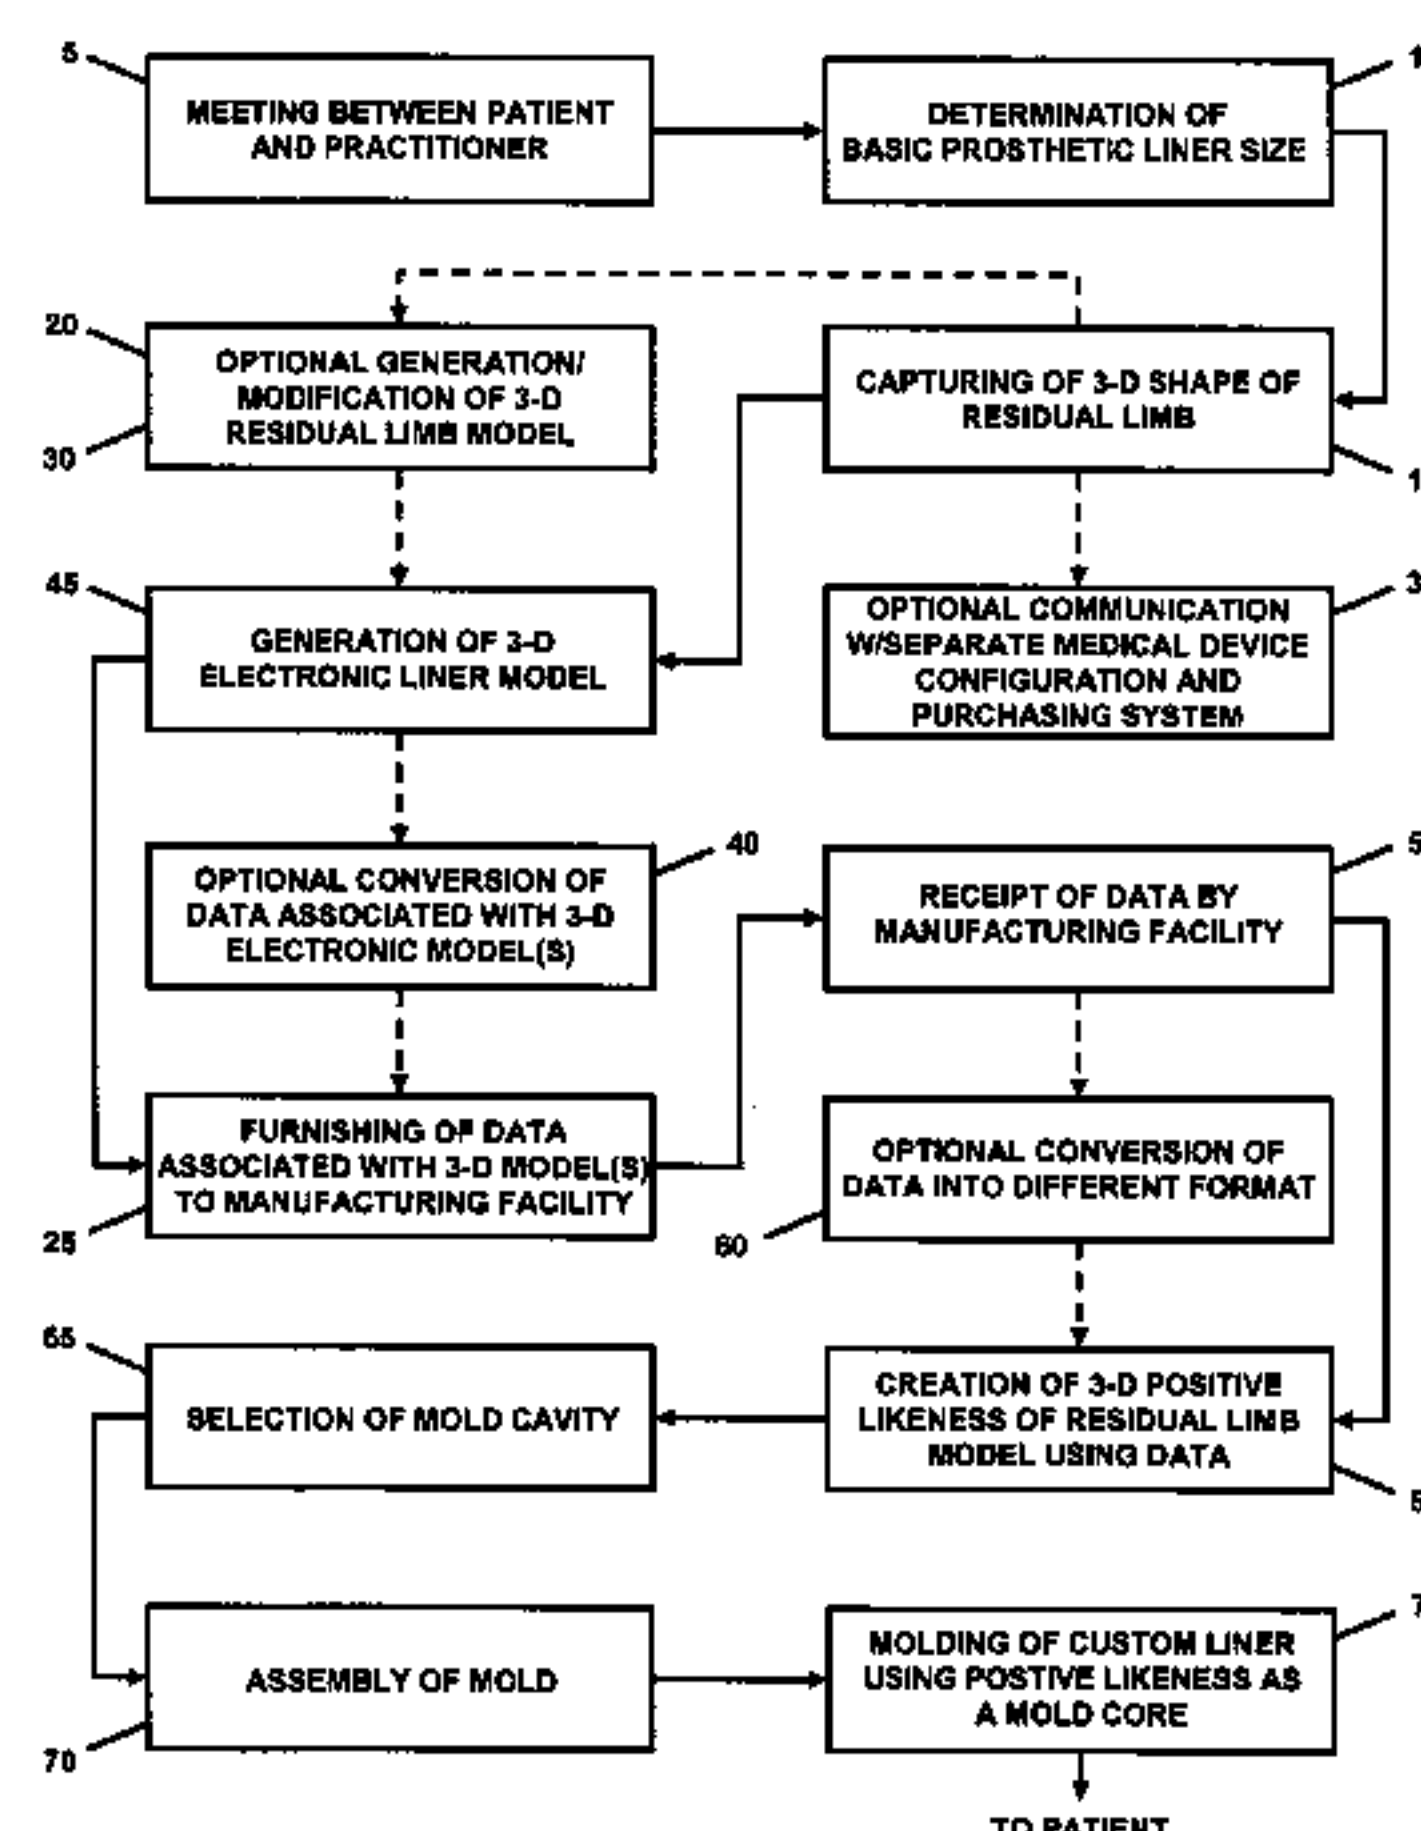 5
MEETING BETWEEN PATIENT
AND PRACTITIONER
DETERMINATION OF
BASIC PROSTHETIC LINER SIZE
20
OPTIONAL GENERATION/
MODIFICATION OF 3-D
RESIDUAL LIMB MODEL
30
CAPTURING OF 3-D SHAPE OF
RESIDUAL LIMB
45
GENERATION OF 3-D
ELECTRONIC LINER MODEL
OPTIONAL COMMUNICATION
W/SEPARATE MEDICAL DEVICE
CONFIGURATION AND
PURCHASING SYSTEM
40
OPTIONAL CONVERSION OF
DATA ASSOCIATED WITH 3-D
ELECTRONIC MODEL(S)
RECEIPT OF DATA BY
MANUFACTURING FACILITY
FURNISHING OF DATA
ASSOCIATED WITH 3-D MODEL(S)
TO MANUFACTURING FACILITY
25
OPTIONAL CONVERSION OF
DATA INTO DIFFERENT FORMAT
60
65
SELECTION OF MOLD CAVITY
CREATION OF 3-D POSITIVE
LIKENESS OF RESIDUAL LIMB
MODEL USING DATA
ASSEMBLY OF MOLD
70
MOLDING OF CUSTOM LINER
USING POSTIVE LIKENESS AS
A MOLD CORE
TO PATIENT